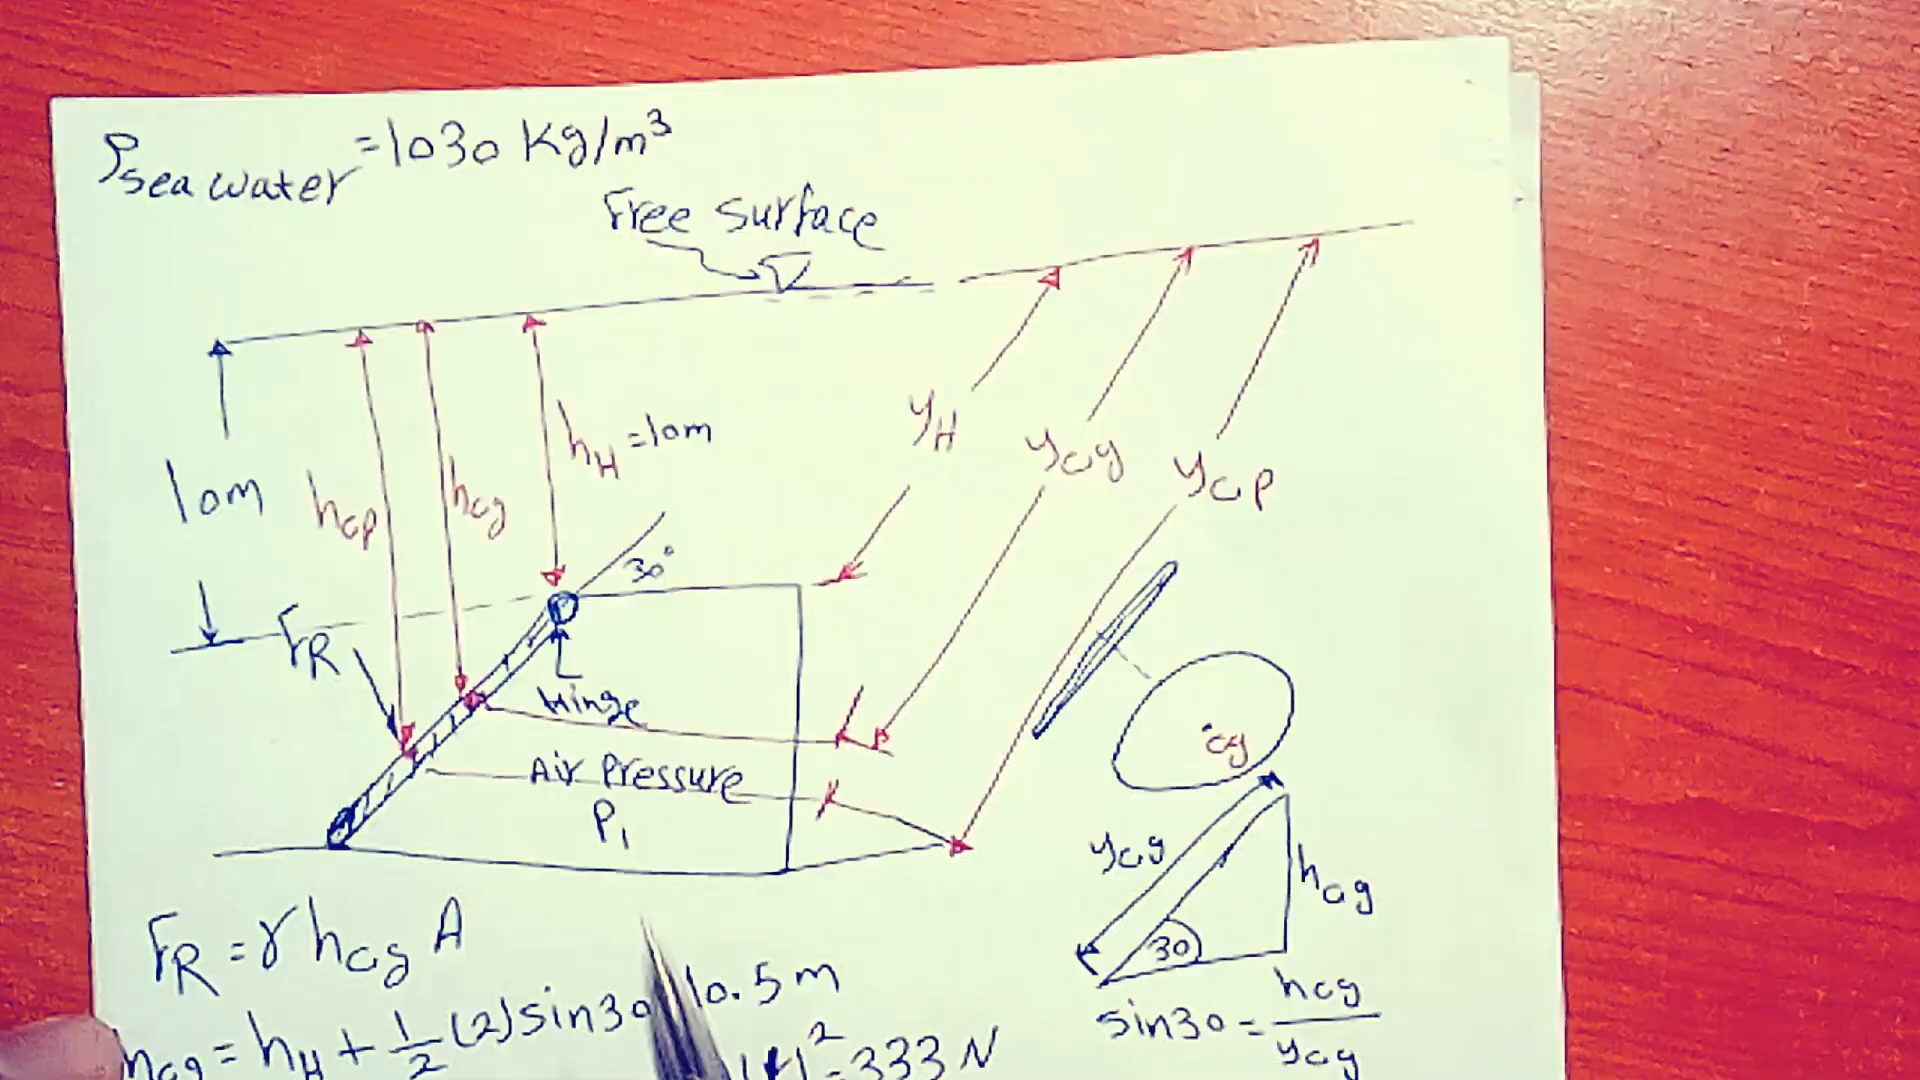 ρsea water = 1030 Kg/m³
Free surface
10m
hcp
hcg
hH = 10m
yH
ycg
ycp
30°
FR
Hinge
Air Pressure
P1
cg
ycg
hcg
30
sin30 = hcg/ycg
FR = γ hcg A
hcg = hH + 1/2 (2) sin30 10.5 m
² = 333 N